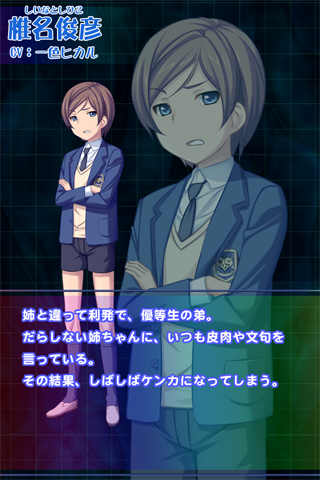 しいなとしひこ
椎名俊彦
CV:一色ヒカル
姉と違って利発で、優等生の弟。
だらしない姉ちゃんに、いつも皮肉や文句を
言っている。
その結果、しばしばケンカになってしまう。